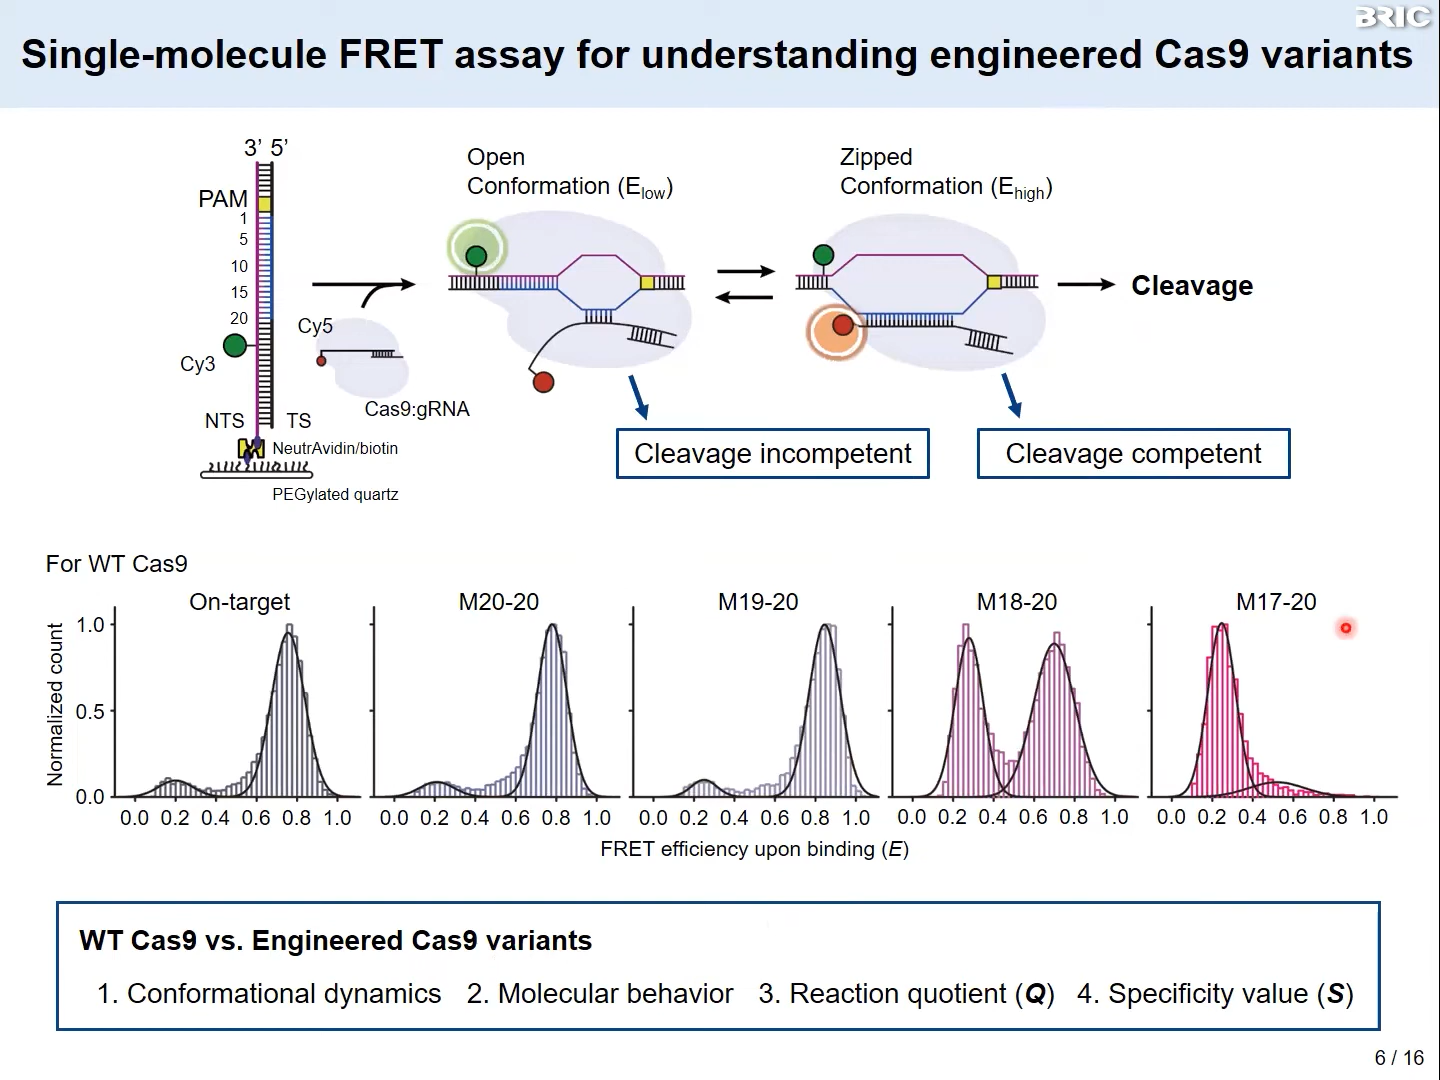 BRIC
Single-molecule FRET assay for understanding engineered Cas9 variants
3’ 5’
PAM
1
5
10
15
20
Cy3
NTS
TS
NeutrAvidin/biotin
PEGylated quartz
Cy5
Cas9:gRNA
Open
Conformation (Elow)
Zipped
Conformation (Ehigh)
Cleavage
Cleavage incompetent
Cleavage competent
For WT Cas9
On-target
M20-20
M19-20
M18-20
M17-20
Normalized count
1.0
0.5
0.0
0.0 0.2 0.4 0.6 0.8 1.0
0.0 0.2 0.4 0.6 0.8 1.0
0.0 0.2 0.4 0.6 0.8 1.0
0.0 0.2 0.4 0.6 0.8 1.0
0.0 0.2 0.4 0.6 0.8 1.0
FRET efficiency upon binding (E)
WT Cas9 vs. Engineered Cas9 variants
1. Conformational dynamics 2. Molecular behavior 3. Reaction quotient (Q) 4. Specificity value (S)
6 / 16